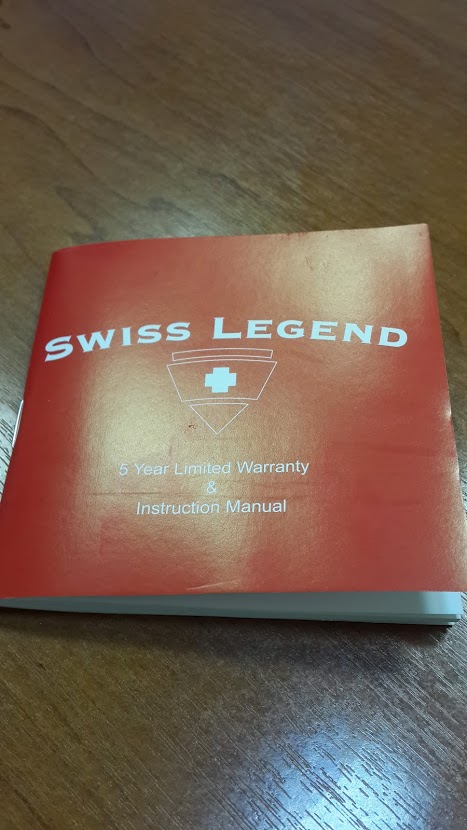 SWISS LEGEND
5 Year Limited Warranty
&
Instruction Manual